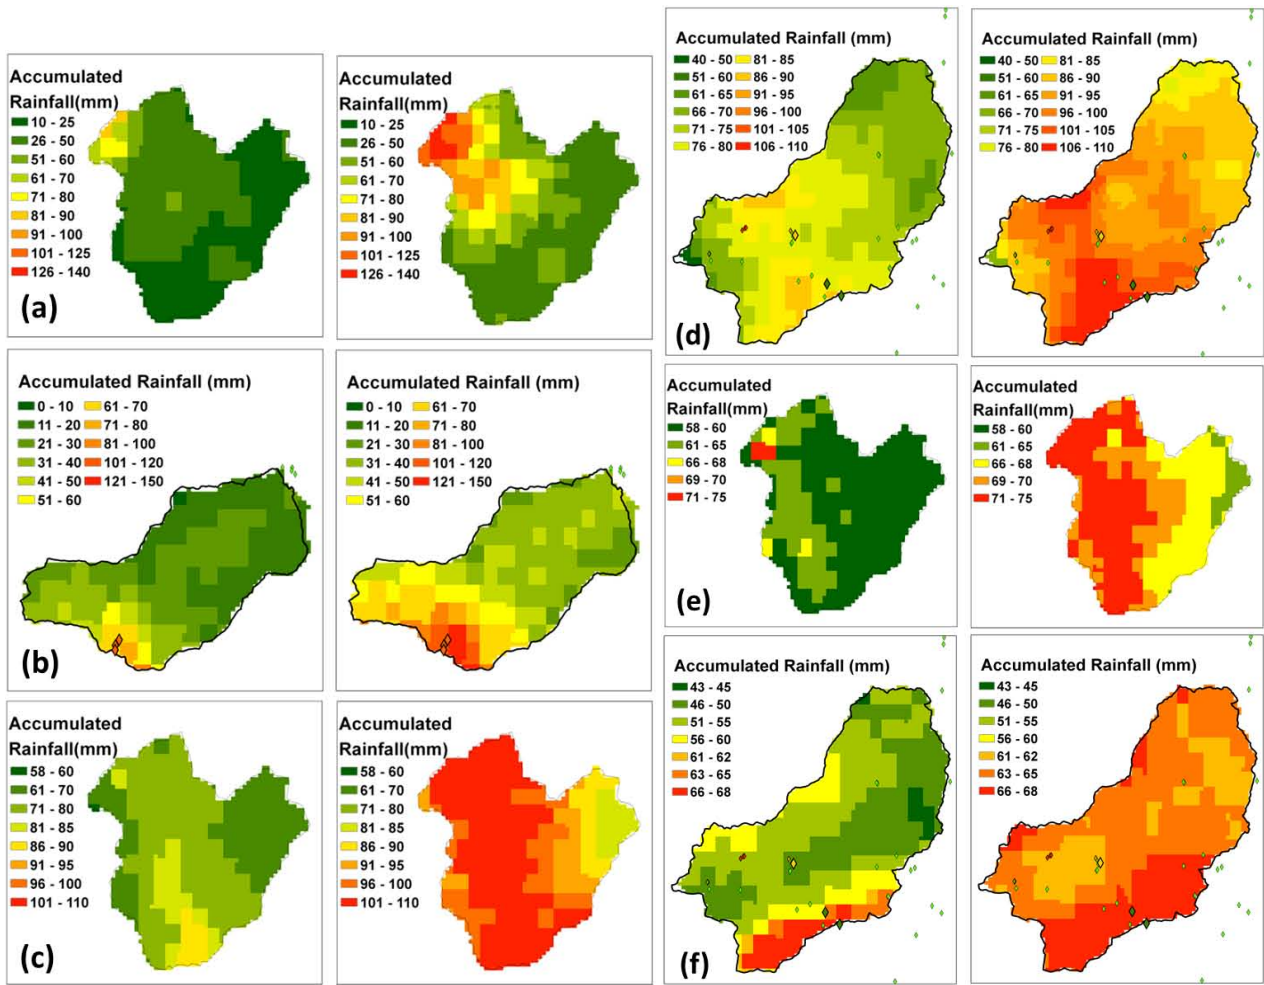 Accumulated
Rainfall(mm)
10 - 25
26 - 50
51 - 60
61 - 70
71 - 80
81 - 90
91 - 100
101 - 125
126 - 140
(a)
Accumulated
Rainfall(mm)
10 - 25
26 - 50
51 - 60
61 - 70
71 - 80
81 - 90
91 - 100
101 - 125
126 - 140
Accumulated Rainfall (mm)
0 - 10 61 - 70
11 - 20 71 - 80
21 - 30 81 - 100
31 - 40 101 - 120
41 - 50 121 - 150
51 - 60
(b)
Accumulated Rainfall (mm)
0 - 10 61 - 70
11 - 20 71 - 80
21 - 30 81 - 100
31 - 40 101 - 120
41 - 50 121 - 150
51 - 60
Accumulated
Rainfall(mm)
58 - 60
61 - 70
71 - 80
81 - 85
86 - 90
91 - 95
96 - 100
101 - 110
(c)
Accumulated
Rainfall(mm)
58 - 60
61 - 70
71 - 80
81 - 85
86 - 90
91 - 95
96 - 100
101 - 110
Accumulated Rainfall (mm)
40 - 50 81 - 85
51 - 60 86 - 90
61 - 65 91 - 95
66 - 70 96 - 100
71 - 75 101 - 105
76 - 80 106 - 110
(d)
Accumulated Rainfall (mm)
40 - 50 81 - 85
51 - 60 86 - 90
61 - 65 91 - 95
66 - 70 96 - 100
71 - 75 101 - 105
76 - 80 106 - 110
Accumulated
Rainfall(mm)
58 - 60
61 - 65
66 - 68
69 - 70
71 - 75
(e)
Accumulated
Rainfall(mm)
58 - 60
61 - 65
66 - 68
69 - 70
71 - 75
Accumulated Rainfall (mm)
43 - 45
46 - 50
51 - 55
56 - 60
61 - 62
63 - 65
66 - 68
(f)
Accumulated Rainfall (mm)
43 - 45
46 - 50
51 - 55
56 - 60
61 - 62
63 - 65
66 - 68